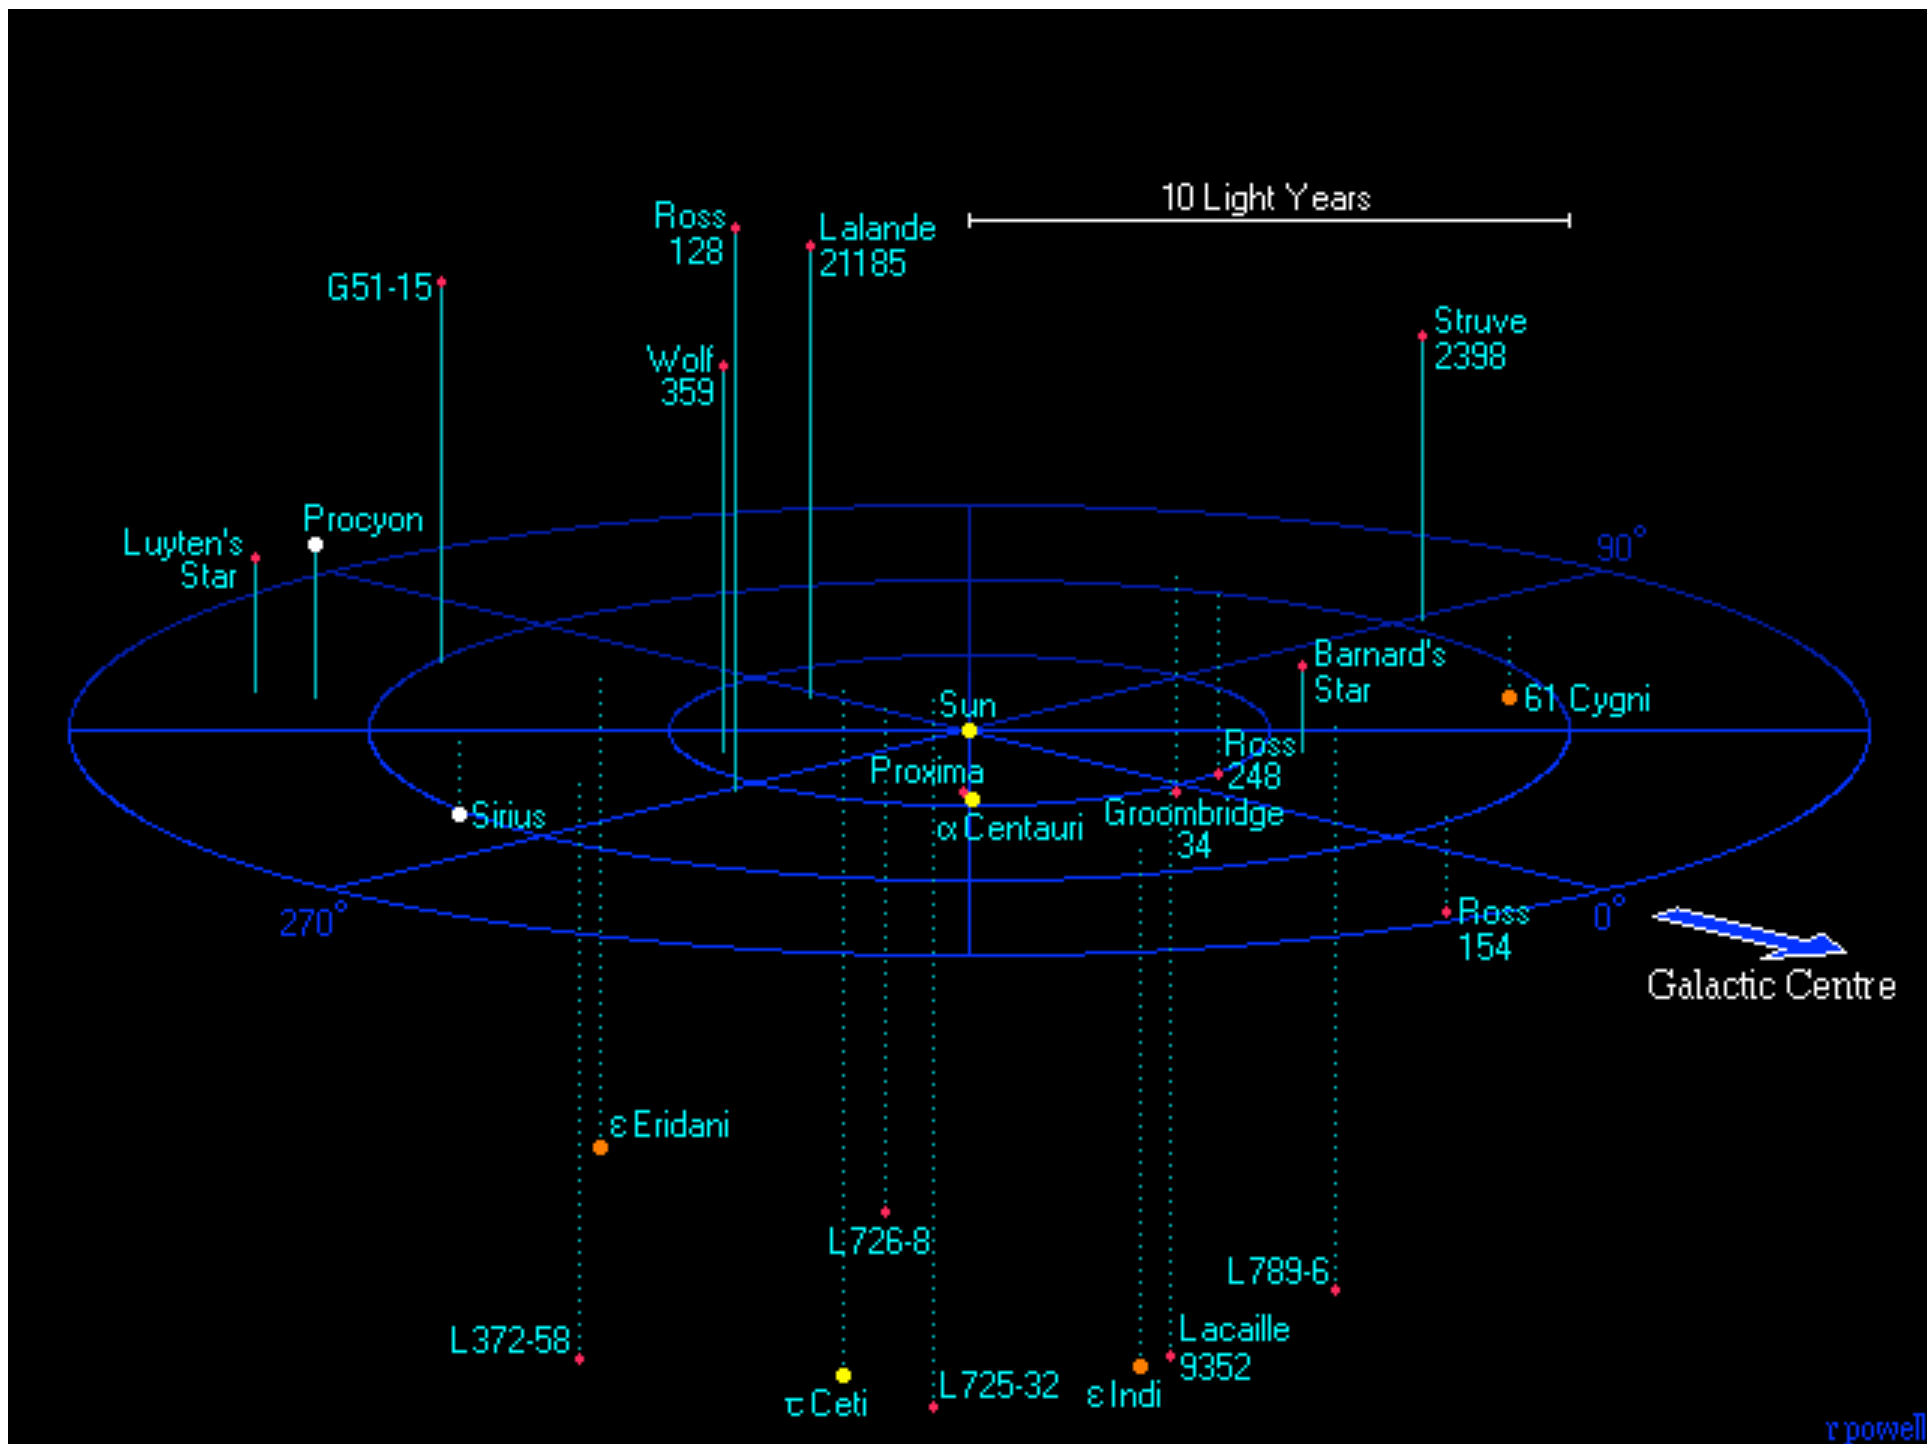 10 Light Years
Ross
128
Lalande
21185
G51-15
Struve
2398
Wolf
359
Procyon
Luyten's
Star
90°
Barnard's
Star
Sun
61 Cygni
Ross
248
Proxima
Sirius
α Centauri
Groombridge
34
270°
0°
Ross
154
Galactic Centre
ε Eridani
L726-8
L789-6
L372-58
Lacaille
9352
τ Ceti
L725-32
ε Indi
r powell